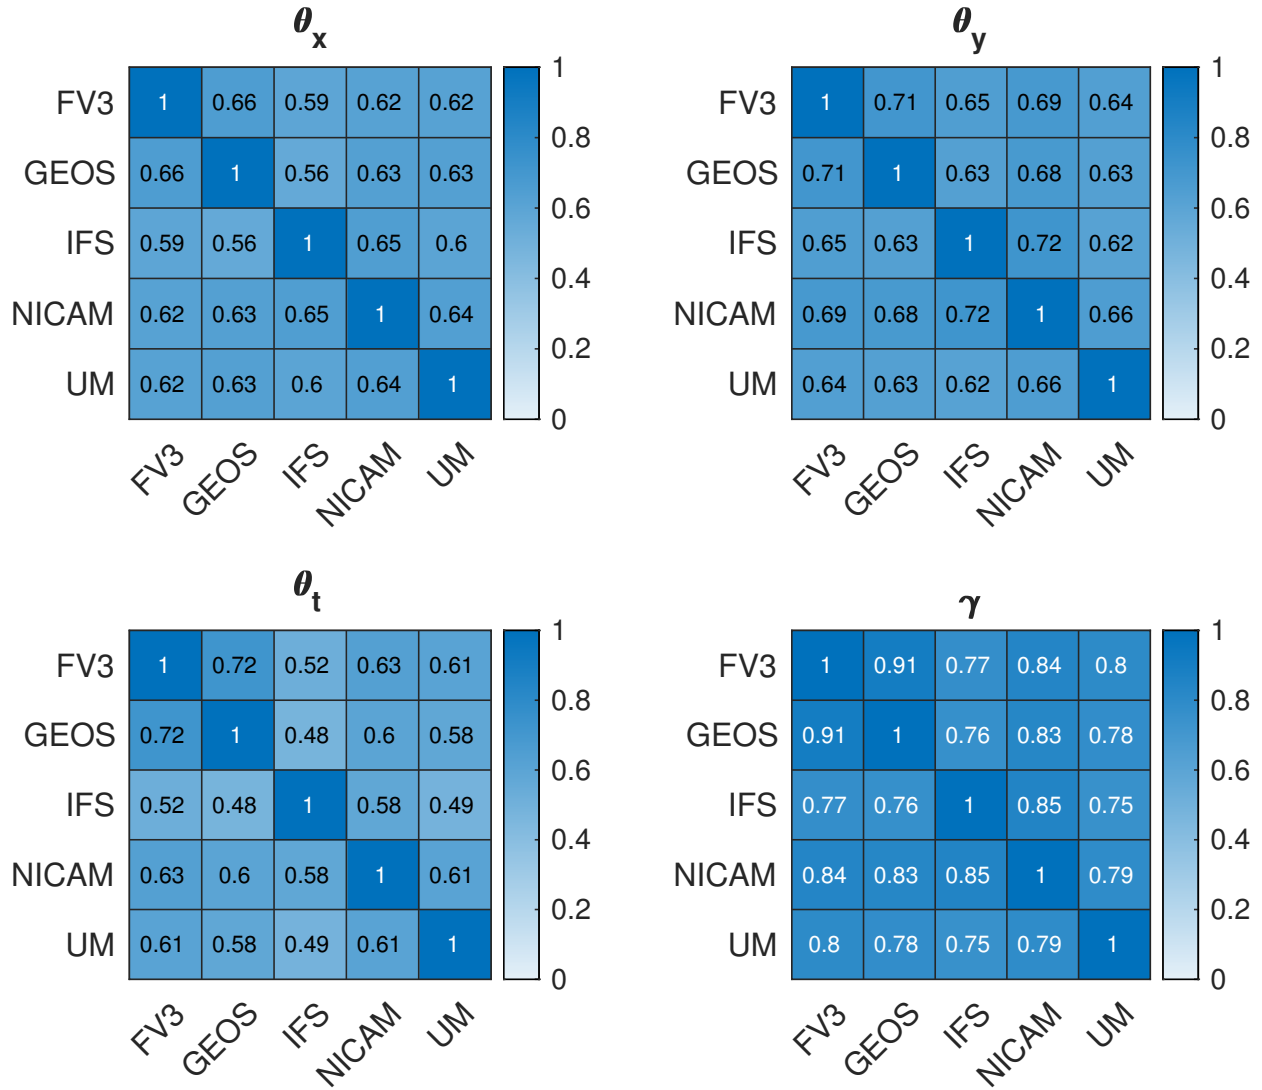 θx
FV3 1 0.66 0.59 0.62 0.62
GEOS 0.66 1 0.56 0.63 0.63
IFS 0.59 0.56 1 0.65 0.6
NICAM 0.62 0.63 0.65 1 0.64
UM 0.62 0.63 0.6 0.64 1
FV3 GEOS IFS NICAM UM
1
0.8
0.6
0.4
0.2
0
θy
FV3 1 0.71 0.65 0.69 0.64
GEOS 0.71 1 0.63 0.68 0.63
IFS 0.65 0.63 1 0.72 0.62
NICAM 0.69 0.68 0.72 1 0.66
UM 0.64 0.63 0.62 0.66 1
FV3 GEOS IFS NICAM UM
1
0.8
0.6
0.4
0.2
0
θt
FV3 1 0.72 0.52 0.63 0.61
GEOS 0.72 1 0.48 0.6 0.58
IFS 0.52 0.48 1 0.58 0.49
NICAM 0.63 0.6 0.58 1 0.61
UM 0.61 0.58 0.49 0.61 1
FV3 GEOS IFS NICAM UM
1
0.8
0.6
0.4
0.2
0
γ
FV3 1 0.91 0.77 0.84 0.8
GEOS 0.91 1 0.76 0.83 0.78
IFS 0.77 0.76 1 0.85 0.75
NICAM 0.84 0.83 0.85 1 0.79
UM 0.8 0.78 0.75 0.79 1
FV3 GEOS IFS NICAM UM
1
0.8
0.6
0.4
0.2
0